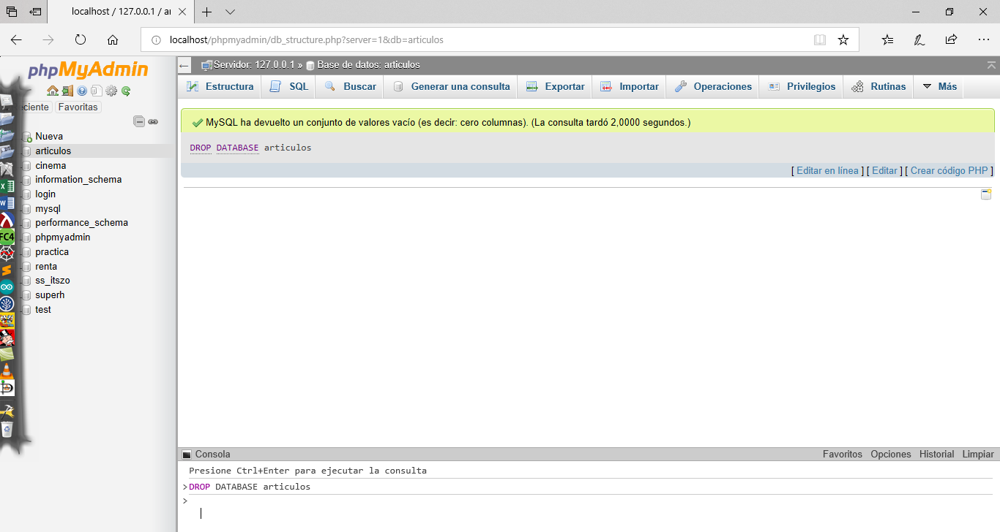 localhost / 127.0.0.1 / ar
localhost/phpmyadmin/db_structure.php?server=1&db=articulos
phpMyAdmin
eciente Favoritos
Nueva
articulos
cinema
information_schema
login
mysql
performance_schema
phpmyadmin
practica
renta
ss_itszo
superh
test
FC4
Servidor: 127.0.0.1 » Base de datos: articulos
Estructura SQL Buscar Generar una consulta Exportar Importar Operaciones Privilegios Rutinas Más
MySQL ha devuelto un conjunto de valores vacío (es decir: cero columnas). (La consulta tardó 2,0000 segundos.)
DROP DATABASE articulos
[ Editar en línea ] [ Editar ] [ Crear código PHP ]
Consola Favoritos Opciones Historial Limpiar
Presione Ctrl+Enter para ejecutar la consulta
>DROP DATABASE articulos
>